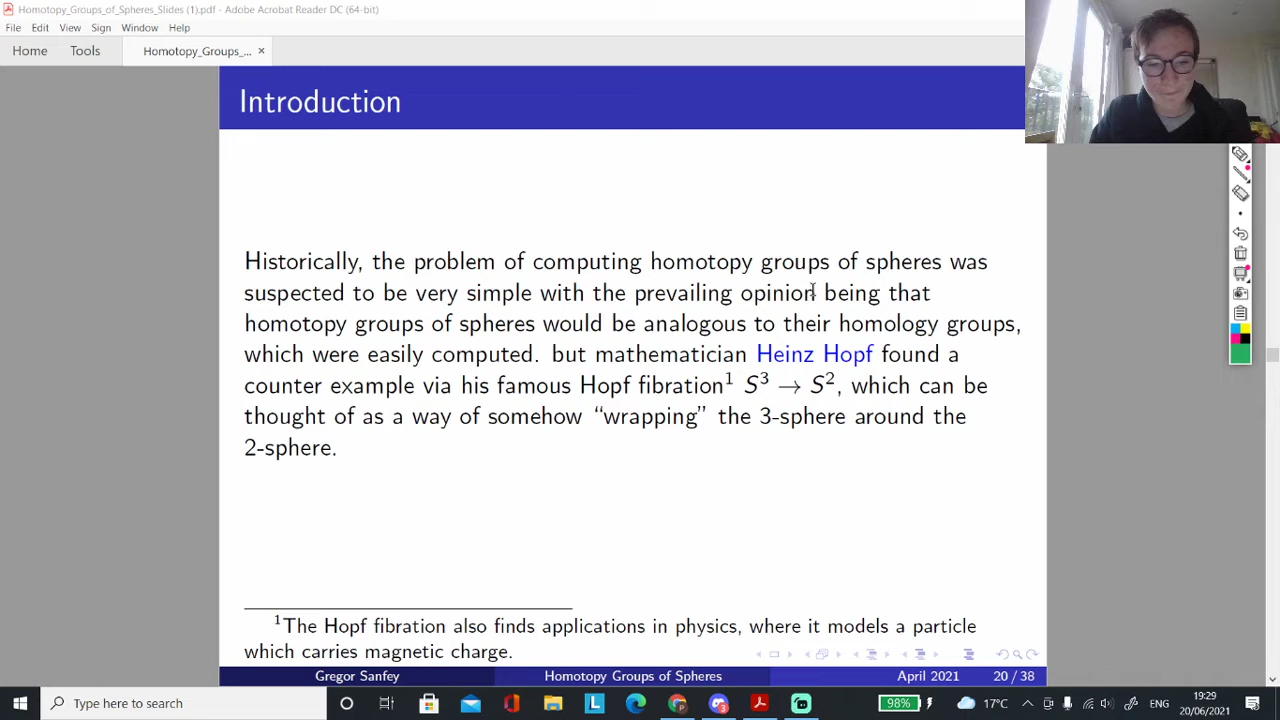 Homotopy_Groups_of_Spheres_Slides (1).pdf - Adobe Acrobat Reader DC (64-bit)
File Edit View Sign Window Help
Home Tools Homotopy_Groups_... ×
Introduction
Historically, the problem of computing homotopy groups of spheres was
suspected to be very simple with the prevailing opinion being that
homotopy groups of spheres would be analogous to their homology groups,
which were easily computed. but mathematician Heinz Hopf found a
counter example via his famous Hopf fibration¹ S³ → S², which can be
thought of as a way of somehow “wrapping” the 3-sphere around the
2-sphere.
¹The Hopf fibration also finds applications in physics, where it models a particle
which carries magnetic charge.
Gregor Sanfey Homotopy Groups of Spheres April 2021 20 / 38
Type here to search 98% 17°C ENG 19:29
20/06/2021